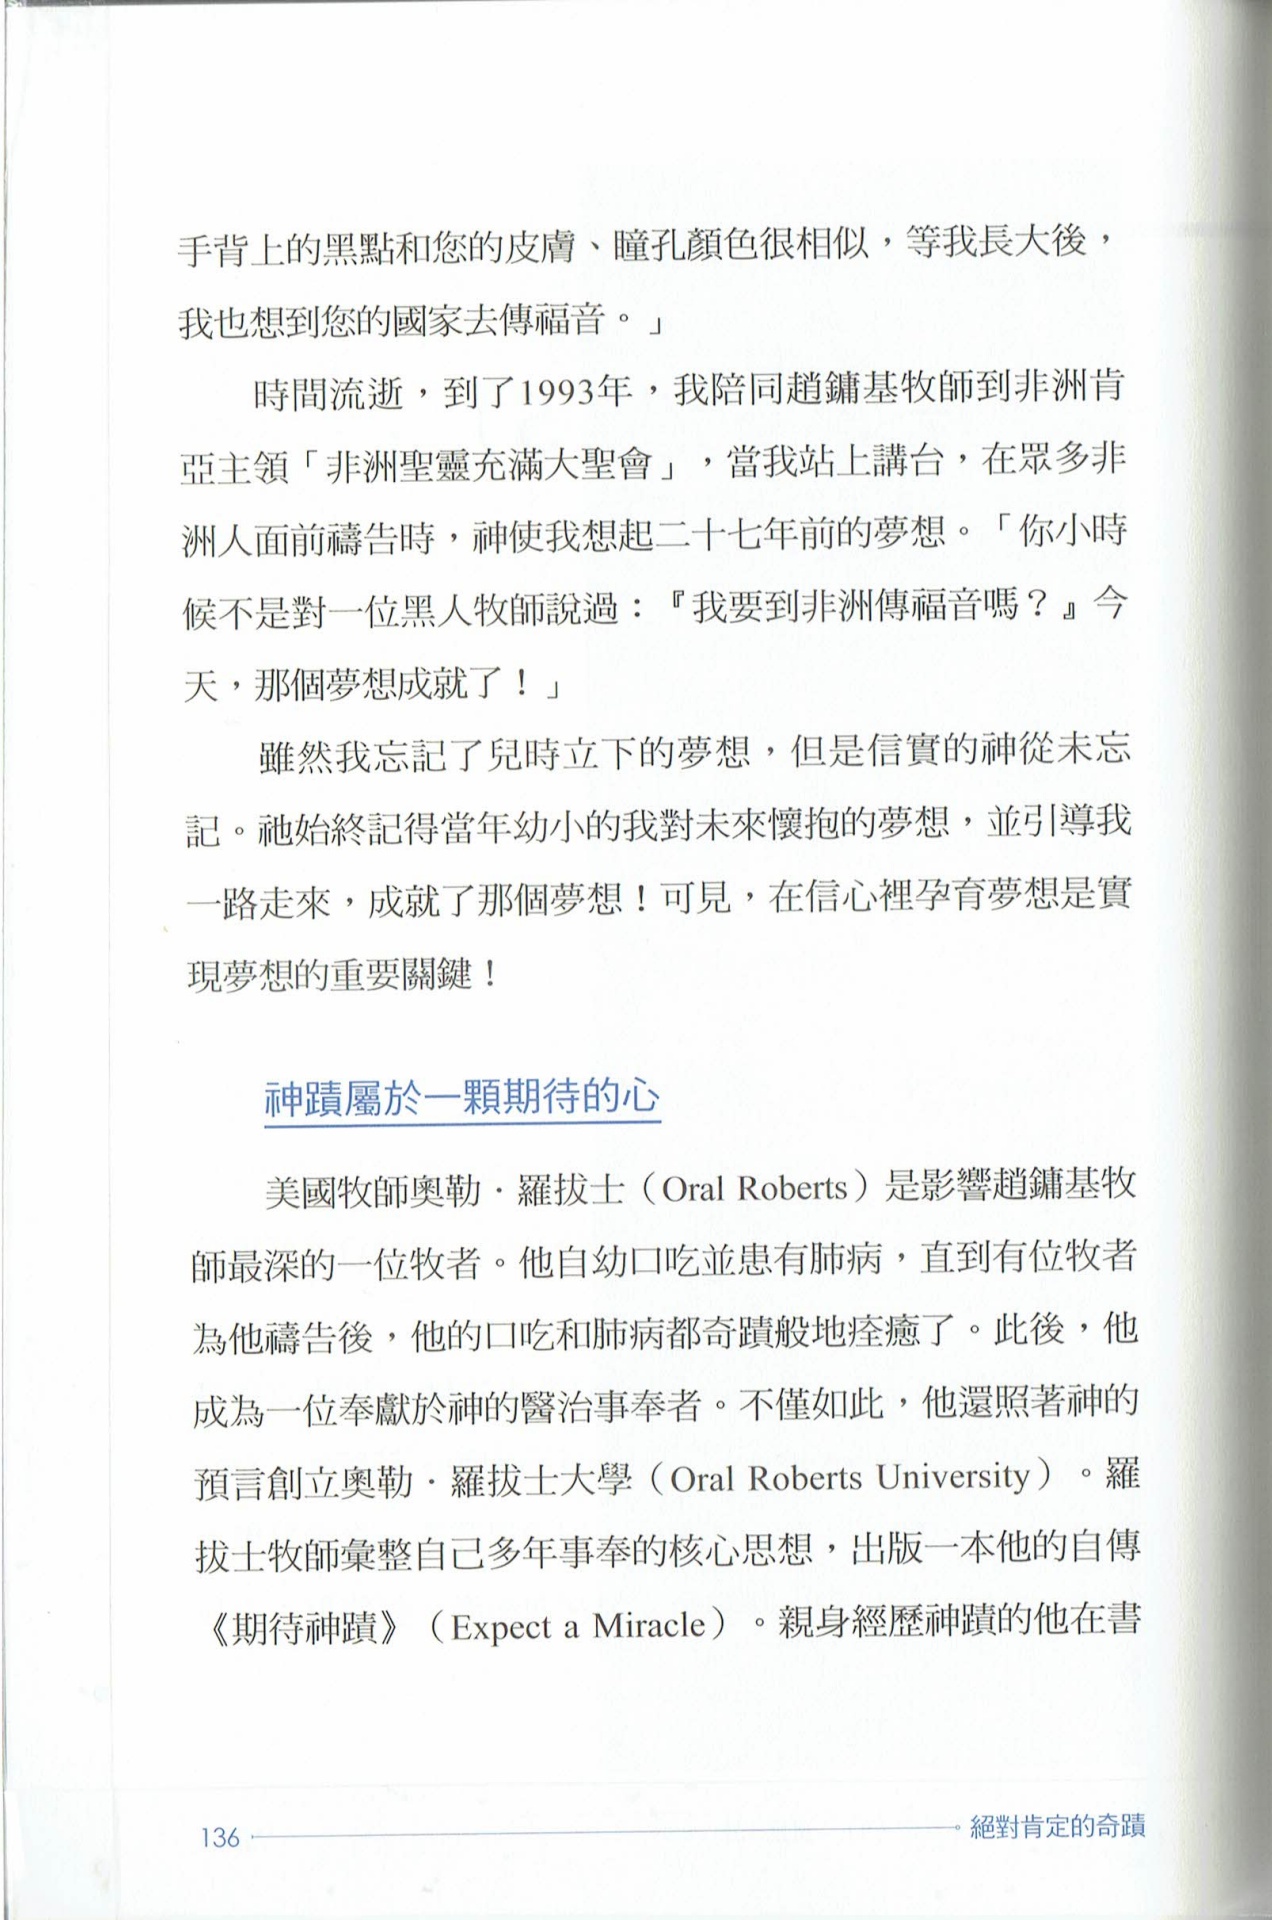 手背上的黑點和您的皮膚、瞳孔顏色很相似，等我長大後，
我也想到您的國家去傳福音。」
時間流逝，到了1993年，我陪同趙鏞基牧師到非洲肯
亞主領「非洲聖靈充滿大聖會」，當我站上講台，在眾多非
洲人面前禱告時，神使我想起二十七年前的夢想。「你小時
候不是對一位黑人牧師說過：『我要到非洲傳福音嗎？』今
天，那個夢想成就了！」
雖然我忘記了兒時立下的夢想，但是信實的神從未忘
記。祂始終記得當年幼小的我對未來懷抱的夢想，並引導我
一路走來，成就了那個夢想！可見，在信心裡孕育夢想是實
現夢想的重要關鍵！
神蹟屬於一顆期待的心
美國牧師奧勒．羅拔士（Oral Roberts）是影響趙鏞基牧
師最深的一位牧者。他自幼口吃並患有肺病，直到有位牧者
為他禱告後，他的口吃和肺病都奇蹟般地痊癒了。此後，他
成為一位奉獻於神的醫治事奉者。不僅如此，他還照著神的
預言創立奧勒．羅拔士大學（Oral Roberts University）。羅
拔士牧師彙整自己多年事奉的核心思想，出版一本他的自傳
《期待神蹟》（Expect a Miracle）。親身經歷神蹟的他在書
136 絕對肯定的奇蹟